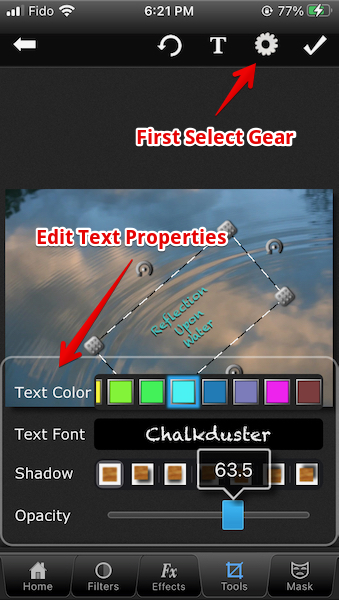 Fido 6:21 PM 77%
T
First Select Gear
Edit Text Properties
Reflection
Upon
Water
Text Color
Text Font Chalkduster
Shadow 63.5
Opacity
Fx
Home Filters Effects Tools Mask